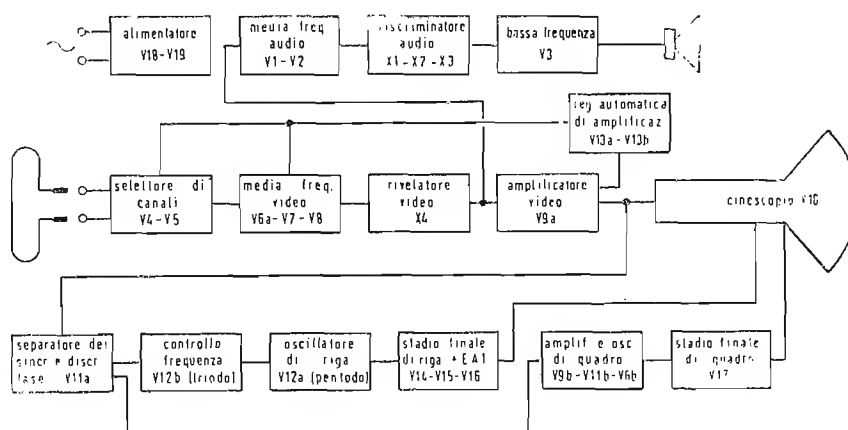 alimentatore
V18-V19
media freq
audio
V1-V2
discriminatore
audio
X1-X2-X3
bassa frequenza
V3
reg automatica
di amplificaz
V13a-V13b
selettore di
canali
V4-V5
media freq.
video
V6a-V7-V8
rivelatore
video
X4
amplificatore
video
V9a
cinescopio V10
separatore dei
sincr e discr
fase V11a
controllo
frequenza
V12b (triodo)
oscillatore
di riga
V12a (pentodo)
stadio finale
di riga + EAT
V14-V15-V16
amplif e osc
di quadro
V9b-V11b-V6b
stadio finale
di quadro
V17